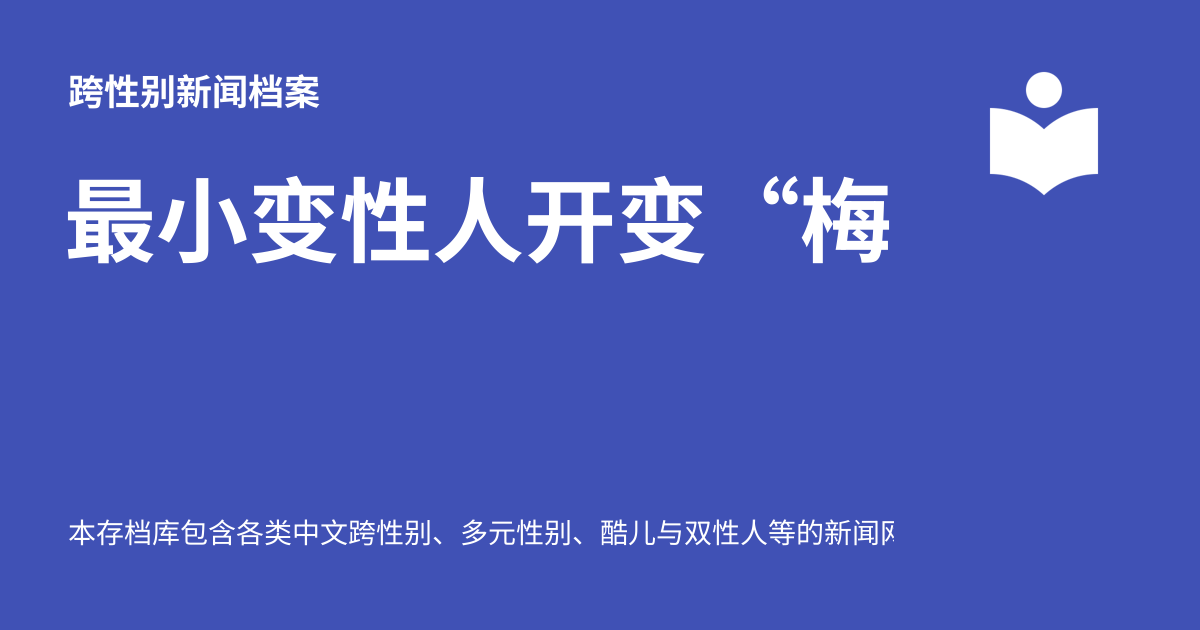 跨性别新闻档案
最小变性人开变“梅
本存档库包含各类中文跨性别、多元性别、酷儿与双性人等的新闻